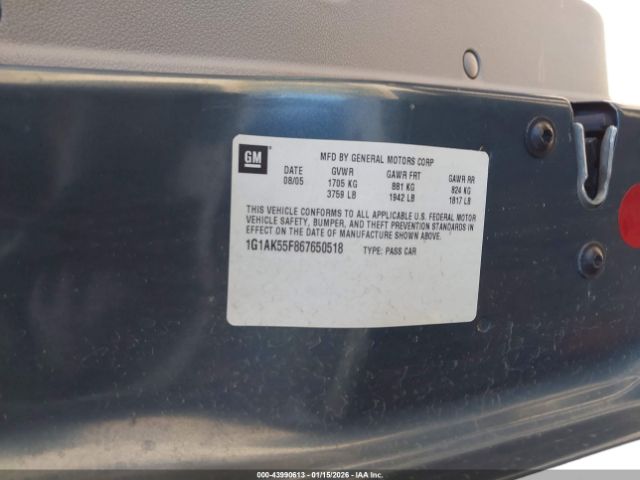 GM
MFD BY GENERAL MOTORS CORP
DATE GVWR GAWR FRT GAWR RR
08/05 1705 KG 881 KG 824 KG
3759 LB 1942 LB 1817 LB
THIS VEHICLE CONFORMS TO ALL APPLICABLE U.S. FEDERAL MOTOR
VEHICLE SAFETY, BUMPER, AND THEFT PREVENTION STANDARDS IN
EFFECT ON THE DATE OF MANUFACTURE SHOWN ABOVE.
1G1AK55F867650518 TYPE: PASS CAR
000-43990613 - 01/15/2026 - IAA Inc.